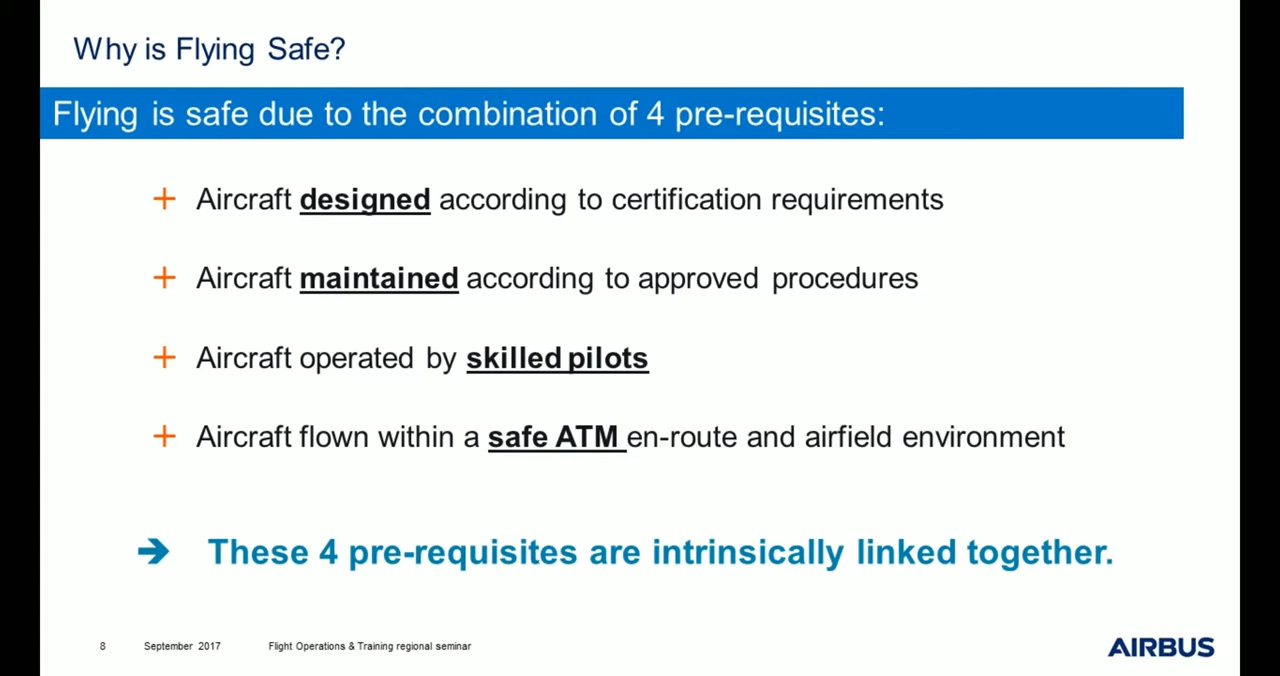 Why is Flying Safe?
Flying is safe due to the combination of 4 pre-requisites:
+ Aircraft designed according to certification requirements
+ Aircraft maintained according to approved procedures
+ Aircraft operated by skilled pilots
+ Aircraft flown within a safe ATM en-route and airfield environment
➔ These 4 pre-requisites are intrinsically linked together.
8 September 2017 Flight Operations & Training regional seminar
AIRBUS